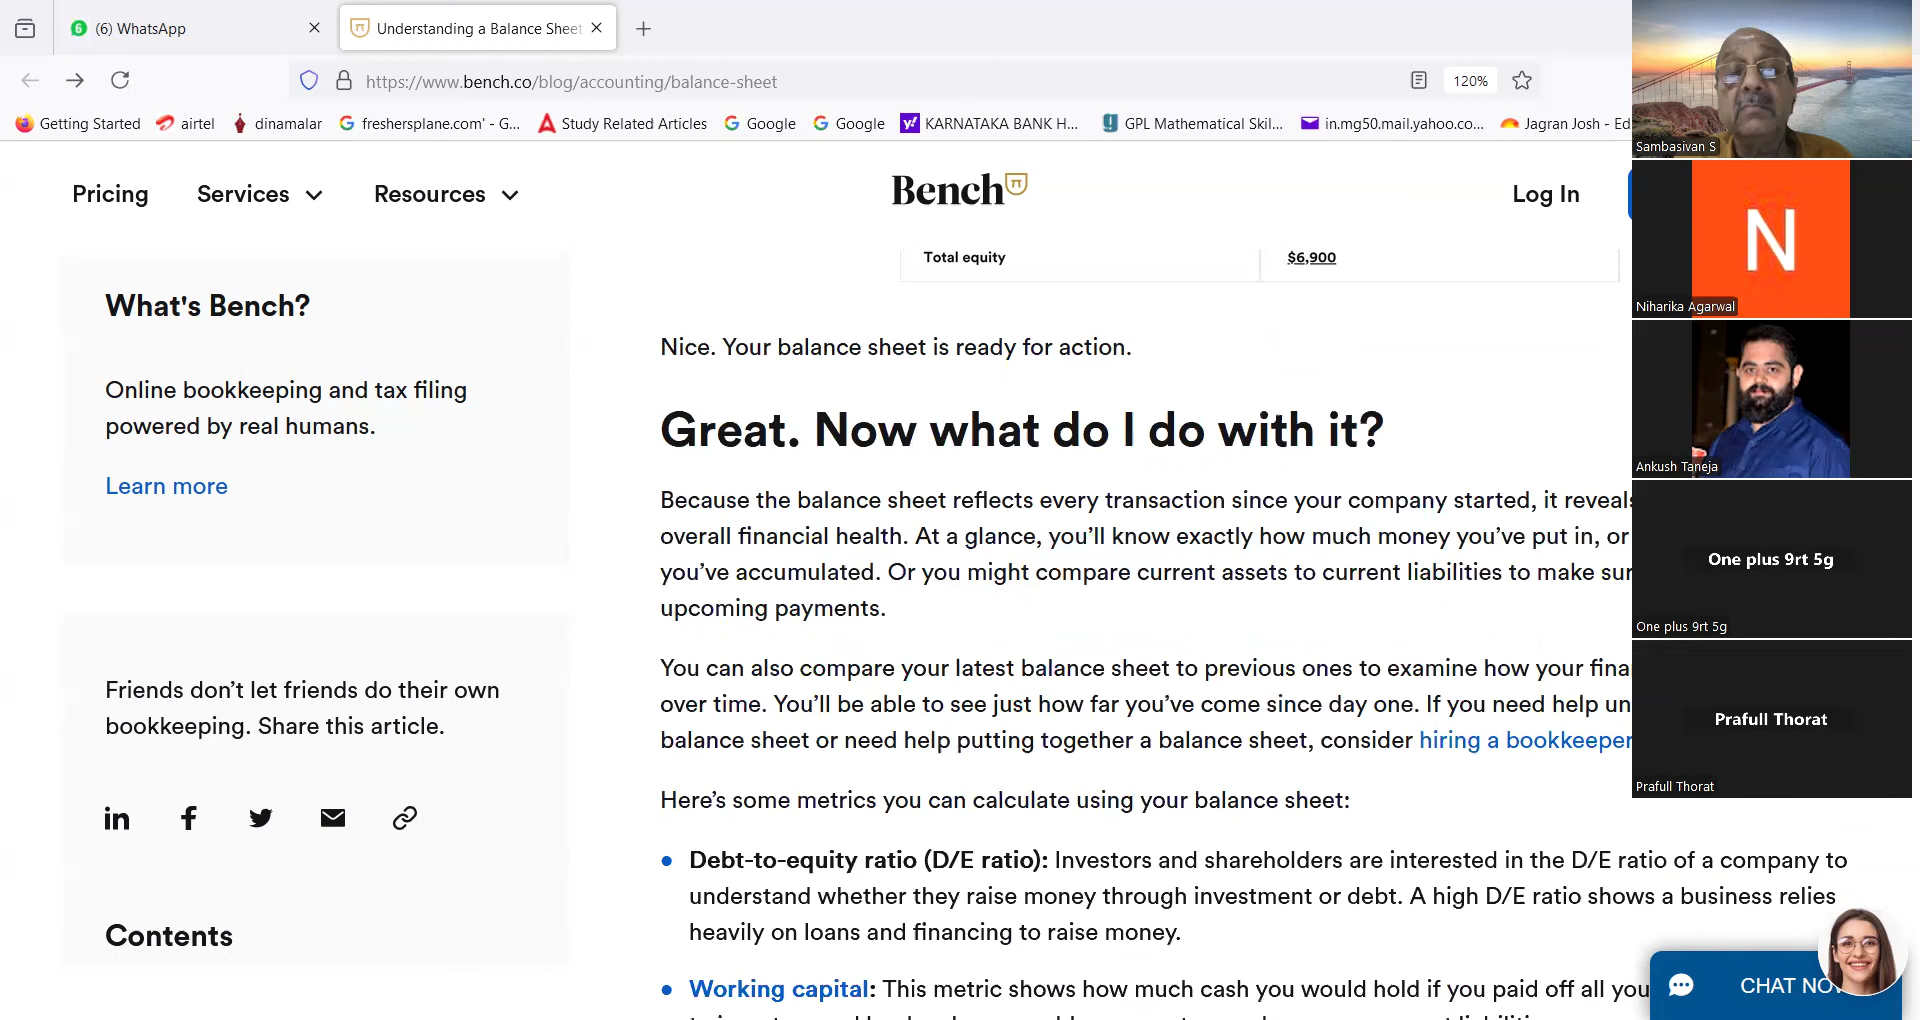 (6) WhatsApp
Understanding a Balance Sheet
https://www.bench.co/blog/accounting/balance-sheet
120%
Getting Started
airtel
dinamalar
freshersplane.com' - G...
Study Related Articles
Google
Google
KARNATAKA BANK H...
GPL Mathematical Skil...
in.mg50.mail.yahoo.co...
Jagran Josh - Ed
Pricing
Services
Resources
Bench
Log In
Total equity
$6,900
What's Bench?
Online bookkeeping and tax filing
powered by real humans.
Learn more
Friends don’t let friends do their own
bookkeeping. Share this article.
Contents
Nice. Your balance sheet is ready for action.
Great. Now what do I do with it?
Because the balance sheet reflects every transaction since your company started, it reveals
overall financial health. At a glance, you’ll know exactly how much money you’ve put in, or
you’ve accumulated. Or you might compare current assets to current liabilities to make sur
upcoming payments.
You can also compare your latest balance sheet to previous ones to examine how your fina
over time. You’ll be able to see just how far you’ve come since day one. If you need help un
balance sheet or need help putting together a balance sheet, consider hiring a bookkeeper
Here’s some metrics you can calculate using your balance sheet:
Debt-to-equity ratio (D/E ratio): Investors and shareholders are interested in the D/E ratio of a company to
understand whether they raise money through investment or debt. A high D/E ratio shows a business relies
heavily on loans and financing to raise money.
Working capital: This metric shows how much cash you would hold if you paid off all you
Sambasivan S
N
Niharika Agarwal
Ankush Taneja
One plus 9rt 5g
One plus 9rt 5g
Prafull Thorat
Prafull Thorat
CHAT NO